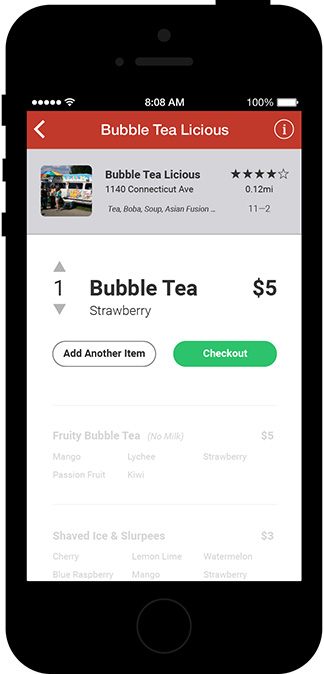 8:08 AM 100%
Bubble Tea Licious i
Bubble Tea Licious
1140 Connecticut Ave 0.12mi
Tea, Boba, Soup, Asian Fusion ... 11—2
1 Bubble Tea $5
Strawberry
Add Another Item Checkout
Fruity Bubble Tea (No Milk) $5
Mango Lychee Strawberry
Passion Fruit Kiwi
Shaved Ice & Slurpees $3
Cherry Lemon Lime Watermelon
Blue Raspberry Mango Strawberry